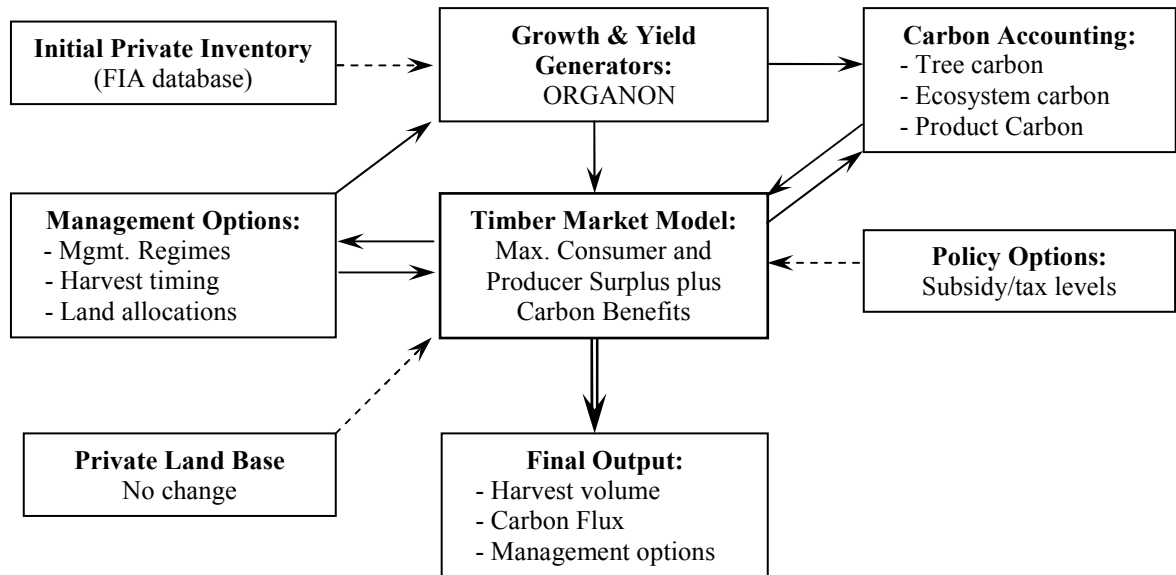 Initial Private Inventory
(FIA database)
Growth & Yield
Generators:
ORGANON
Carbon Accounting:
- Tree carbon
- Ecosystem carbon
- Product Carbon
Management Options:
- Mgmt. Regimes
- Harvest timing
- Land allocations
Timber Market Model:
Max. Consumer and
Producer Surplus plus
Carbon Benefits
Policy Options:
Subsidy/tax levels
Private Land Base
No change
Final Output:
- Harvest volume
- Carbon Flux
- Management options